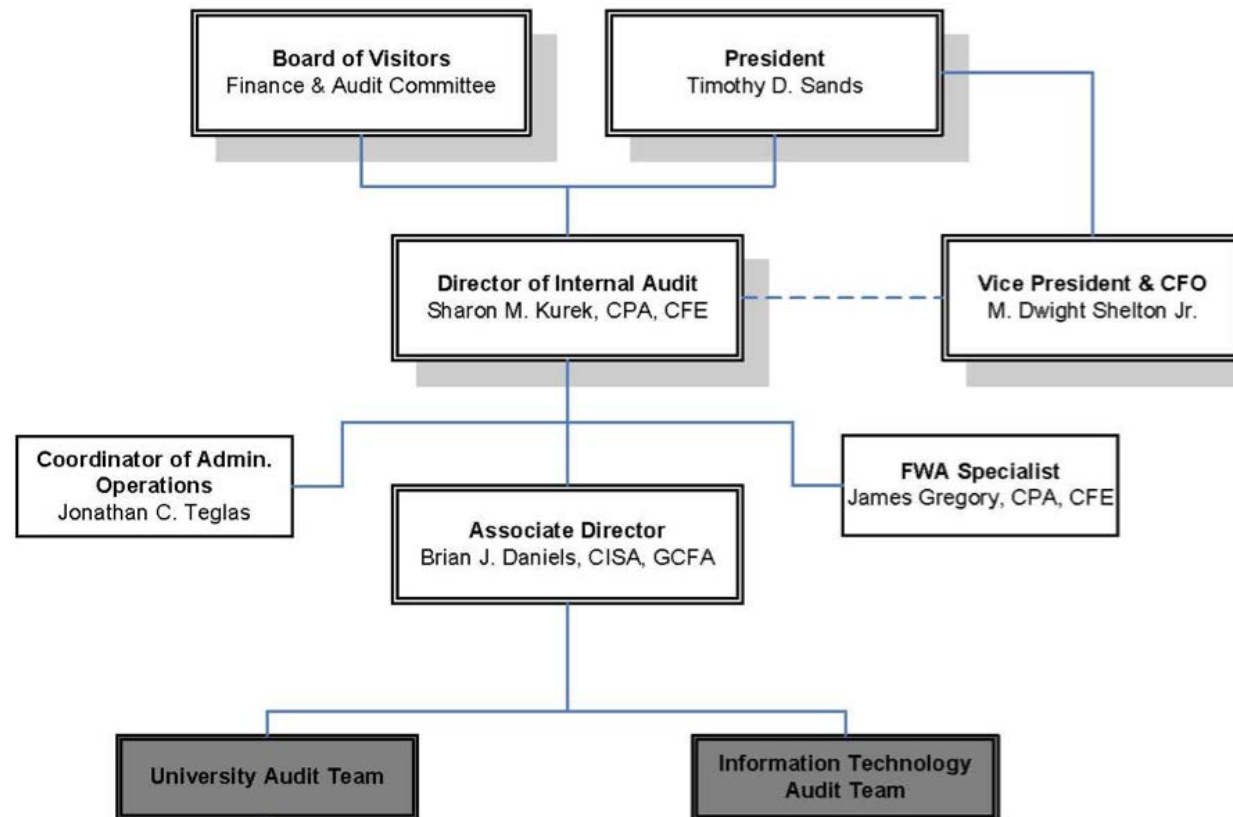 Board of Visitors
Finance & Audit Committee
President
Timothy D. Sands
Director of Internal Audit
Sharon M. Kurek, CPA, CFE
Vice President & CFO
M. Dwight Shelton Jr.
Coordinator of Admin.
Operations
Jonathan C. Teglas
FWA Specialist
James Gregory, CPA, CFE
Associate Director
Brian J. Daniels, CISA, GCFA
University Audit Team
Information Technology
Audit Team